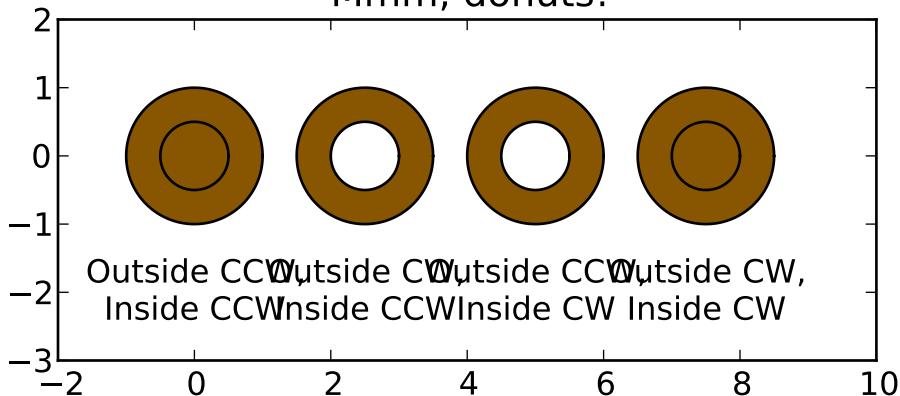 Mmm, donuts!
2
1
0
−1
−2
−3
Outside CCW,
Inside CCW
Outside CW,
Inside CCW
Outside CCW,
Inside CW
Outside CW,
Inside CW
−2 0 2 4 6 8 10